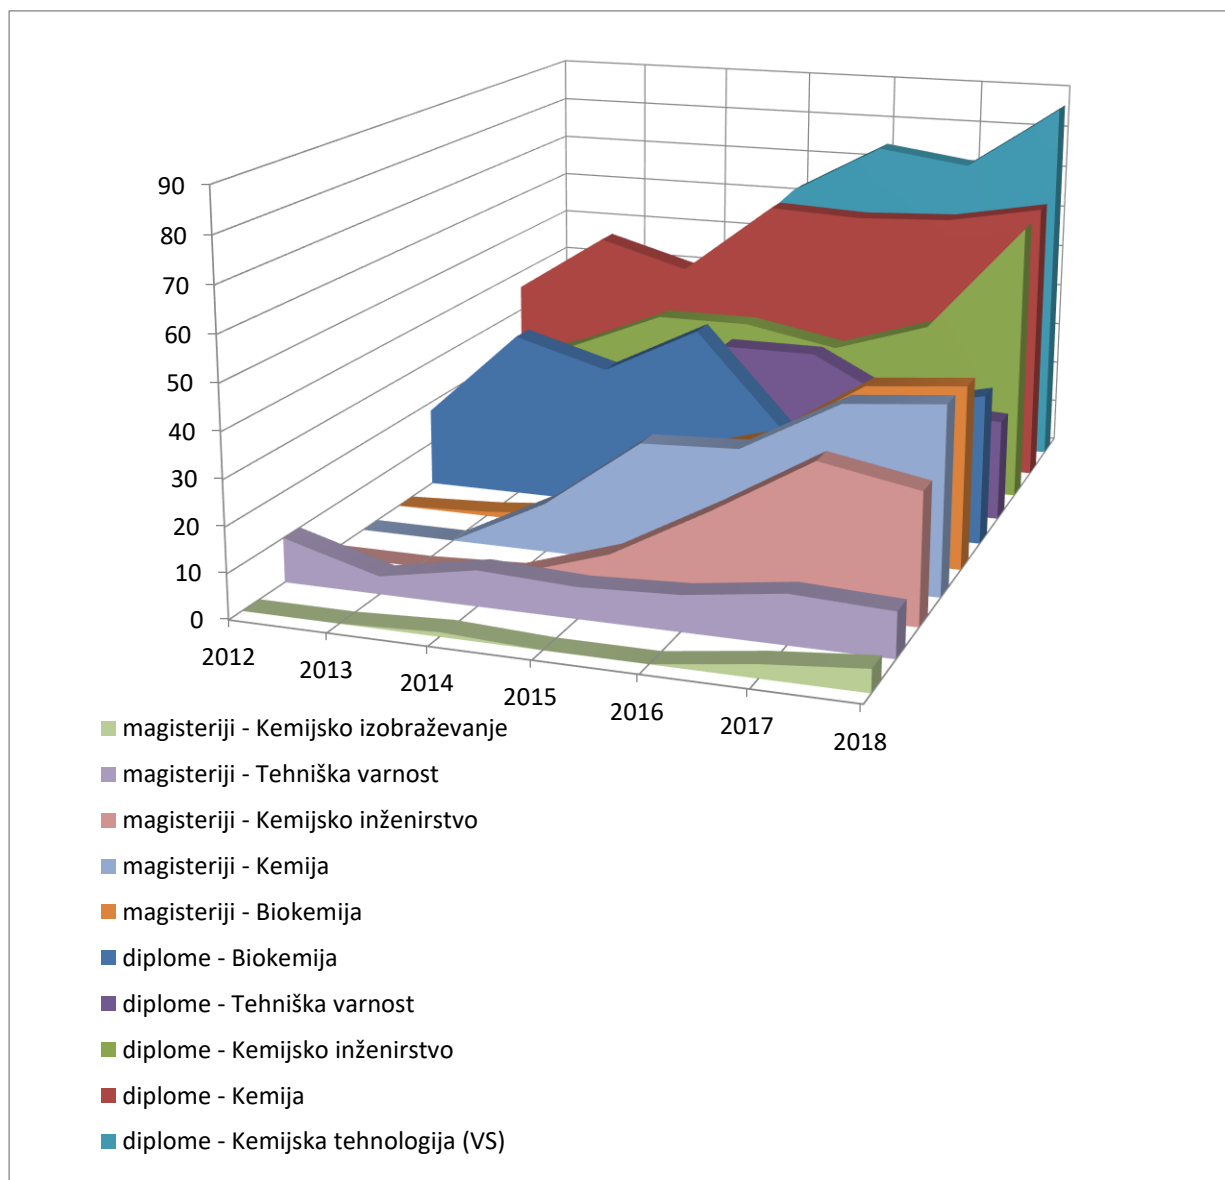 90
80
70
60
50
40
30
20
10
0
2012
2013
2014
2015
2016
2017
2018
magisteriji - Kemijsko izobraževanje
magisteriji - Tehniška varnost
magisteriji - Kemijsko inženirstvo
magisteriji - Kemija
magisteriji - Biokemija
diplome - Biokemija
diplome - Tehniška varnost
diplome - Kemijsko inženirstvo
diplome - Kemija
diplome - Kemijska tehnologija (VS)